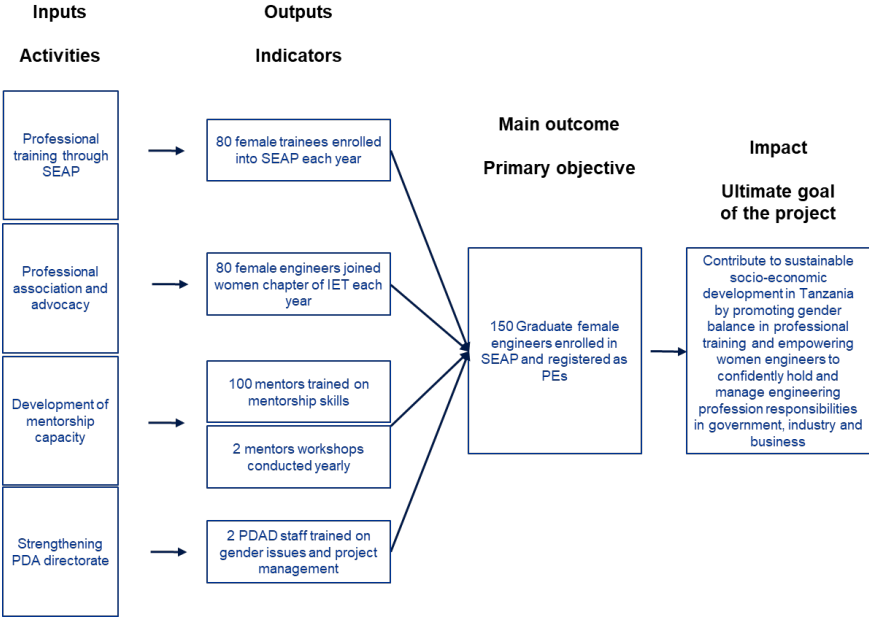 Inputs
Activities
Outputs
Indicators
Main outcome
Primary objective
Impact
Ultimate goal
of the project
Professional
training through
SEAP
80 female trainees enrolled
into SEAP each year
Professional
association and
advocacy
80 female engineers joined
women chapter of IET each
year
Development of
mentorship
capacity
100 mentors trained on
mentorship skills
2 mentors workshops
conducted yearly
Strengthening
PDA directorate
2 PDAD staff trained on
gender issues and project
management
150 Graduate female
engineers enrolled in
SEAP and registered as
PEs
Contribute to sustainable
socio-economic
development in Tanzania
by promoting gender
balance in professional
training and empowering
women engineers to
confidently hold and
manage engineering
profession responsibilities
in government, industry and
business